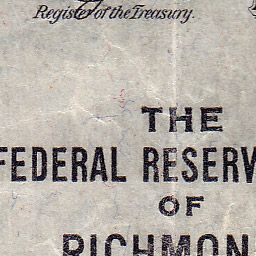 Register of the Treasury.
THE
FEDERAL RESERV
OF
RICHMON